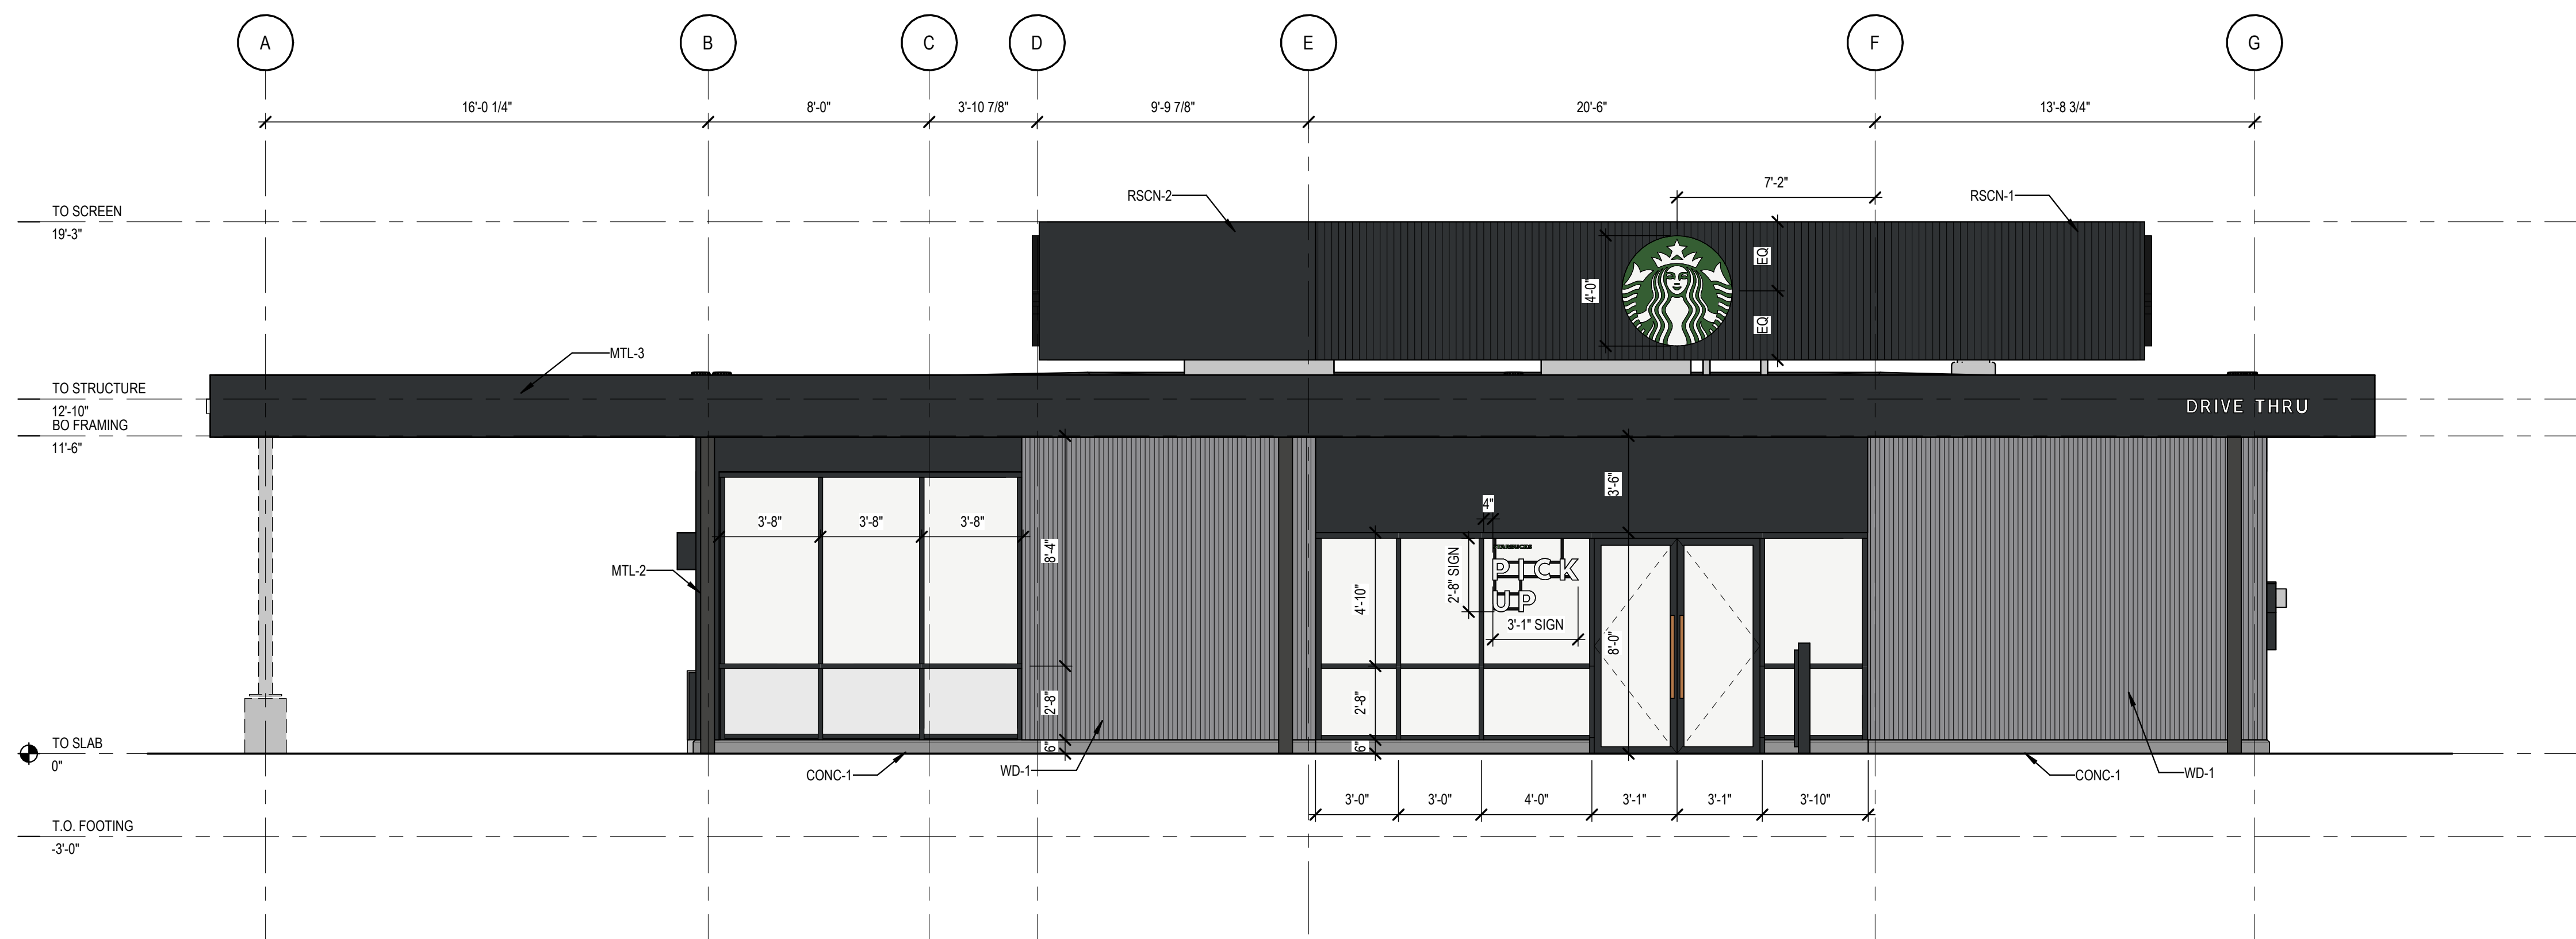 A B C D E F G
16'-0 1/4" 8'-0" 3'-10 7/8" 9'-9 7/8" 20'-6" 13'-8 3/4"
7'-2"
RSCN-2 RSCN-1
TO SCREEN
19'-3"
EQ
4'-0"
EQ
MTL-3
TO STRUCTURE
12'-10"
DRIVE THRU
BO FRAMING
11'-6"
3'-6"
4"
3'-8" 3'-8" 3'-8"
8'-4"
STARBUCKS
PICK
UP
2'-8" SIGN
MTL-2
4'-10"
3'-1" SIGN
8'-0"
2'-8" 2'-8"
TO SLAB
0"
6" 6"
CONC-1 WD-1 CONC-1 WD-1
3'-0" 3'-0" 4'-0" 3'-1" 3'-1" 3'-10"
T.O. FOOTING
-3'-0"